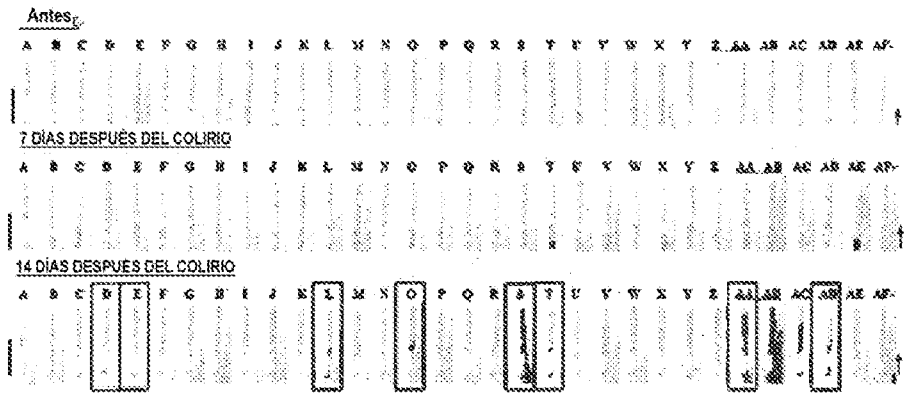 Antes
A B C D E F G H I J K L M N O P Q R S T U V W X Y Z AA AB AC AD AE AF
7 DÍAS DESPUÉS DEL COLIRIO
A B C D E F G H I J K L M N O P Q R S T U V W X Y Z AA AB AC AD AE AF
14 DÍAS DESPUES DEL COLIRIO
A B C D E F G H I J K L M N O P Q R S T U V W X Y Z AA AB AC AD AE AF